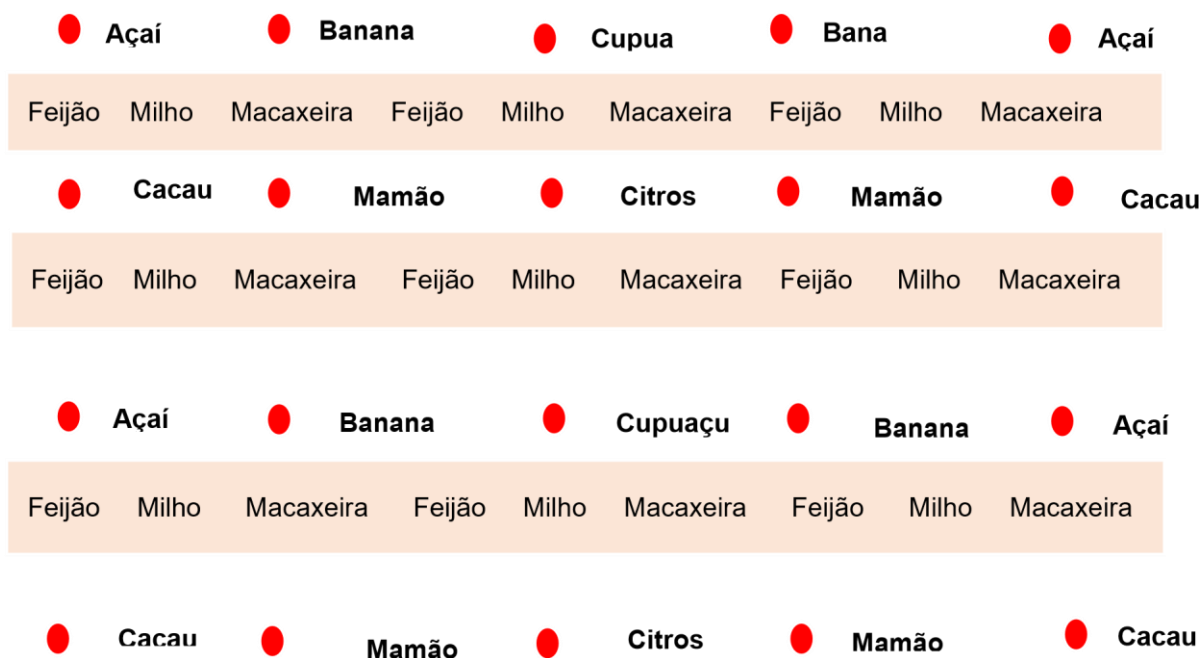 Açaí Banana Cupua Bana Açaí
Feijão Milho Macaxeira Feijão Milho Macaxeira Feijão Milho Macaxeira
Cacau Mamão Citros Mamão Cacau
Feijão Milho Macaxeira Feijão Milho Macaxeira Feijão Milho Macaxeira
Açaí Banana Cupuaçu Banana Açaí
Feijão Milho Macaxeira Feijão Milho Macaxeira Feijão Milho Macaxeira
Cacau Mamão Citros Mamão Cacau